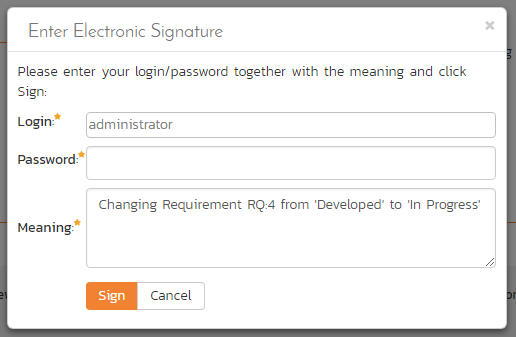 Enter Electronic Signature
×
Please enter your login/password together with the meaning and click
Sign:
Login:*
administrator
Password:*
Changing Requirement RQ:4 from 'Developed' to 'In Progress'
Meaning:*
Sign Cancel